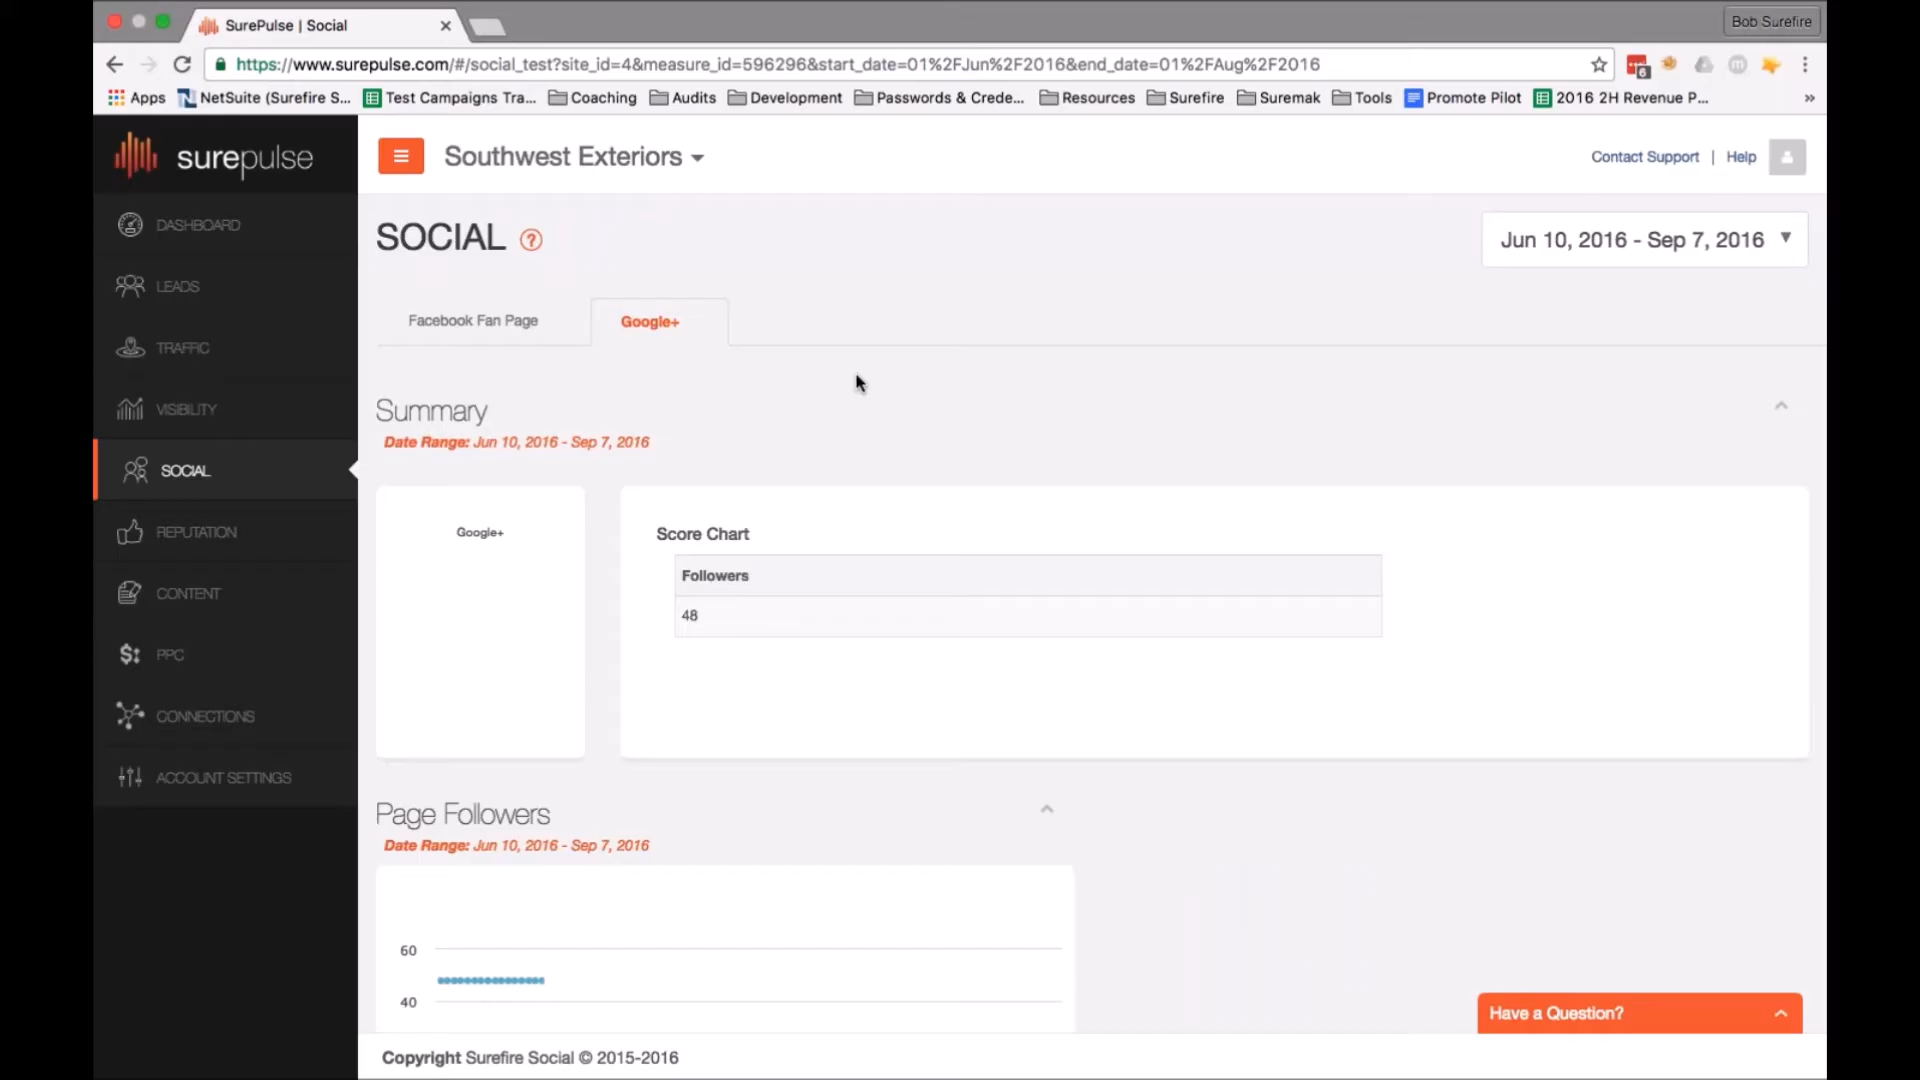 SurePulse | Social
Bob Surefire
https://www.surepulse.com/#/social_test?site_id=4&measure_id=596296&start_date=01%2FJun%2F2016&end_date=01%2FAug%2F2016
6
Apps NetSuite (Surefire S... Test Campaigns Tra... Coaching Audits Development Passwords & Crede... Resources Surefire Suremak Tools Promote Pilot 2016 2H Revenue P... »
surepulse
Southwest Exteriors
Contact Support | Help
DASHBOARD
LEADS
TRAFFIC
VISIBILITY
SOCIAL
REPUTATION
CONTENT
PPC
CONNECTIONS
ACCOUNT SETTINGS
SOCIAL ?
Jun 10, 2016 - Sep 7, 2016
Facebook Fan Page Google+
Summary
Date Range: Jun 10, 2016 - Sep 7, 2016
Google+
Score Chart
Followers
48
Page Followers
Date Range: Jun 10, 2016 - Sep 7, 2016
60
40
Have a Question?
Copyright Surefire Social © 2015-2016